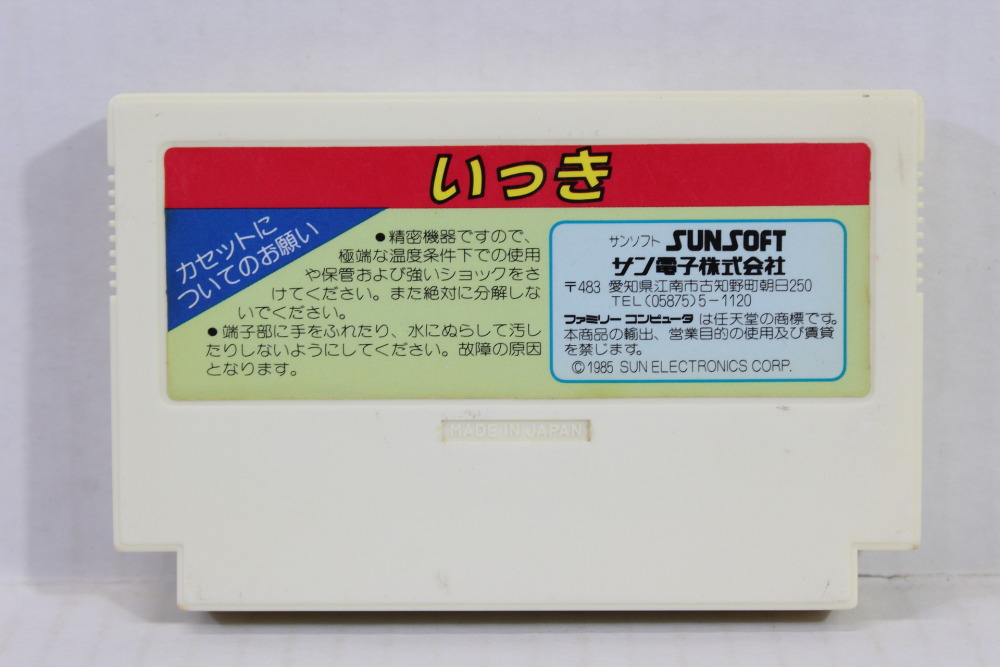 いっき
カセットに
ついてのお願い
●精密機器ですので、
極端な温度条件下での使用
や保管および強いショックをさ
けてください。また絶対に分解しな
いでください。
●端子部に手をふれたり、水にぬらして汚し
たりしないようにしてください。故障の原因
となります。
サンソフト SUNSOFT
サン電子株式会社
〒483 愛知県江南市古知野町朝日250
TEL(05875)5-1120
ファミリーコンピュータは任天堂の商標です。
本商品の輸出、営業目的の使用及び賃貸
を禁じます。
©1985 SUN ELECTRONICS CORP.
MADE IN JAPAN